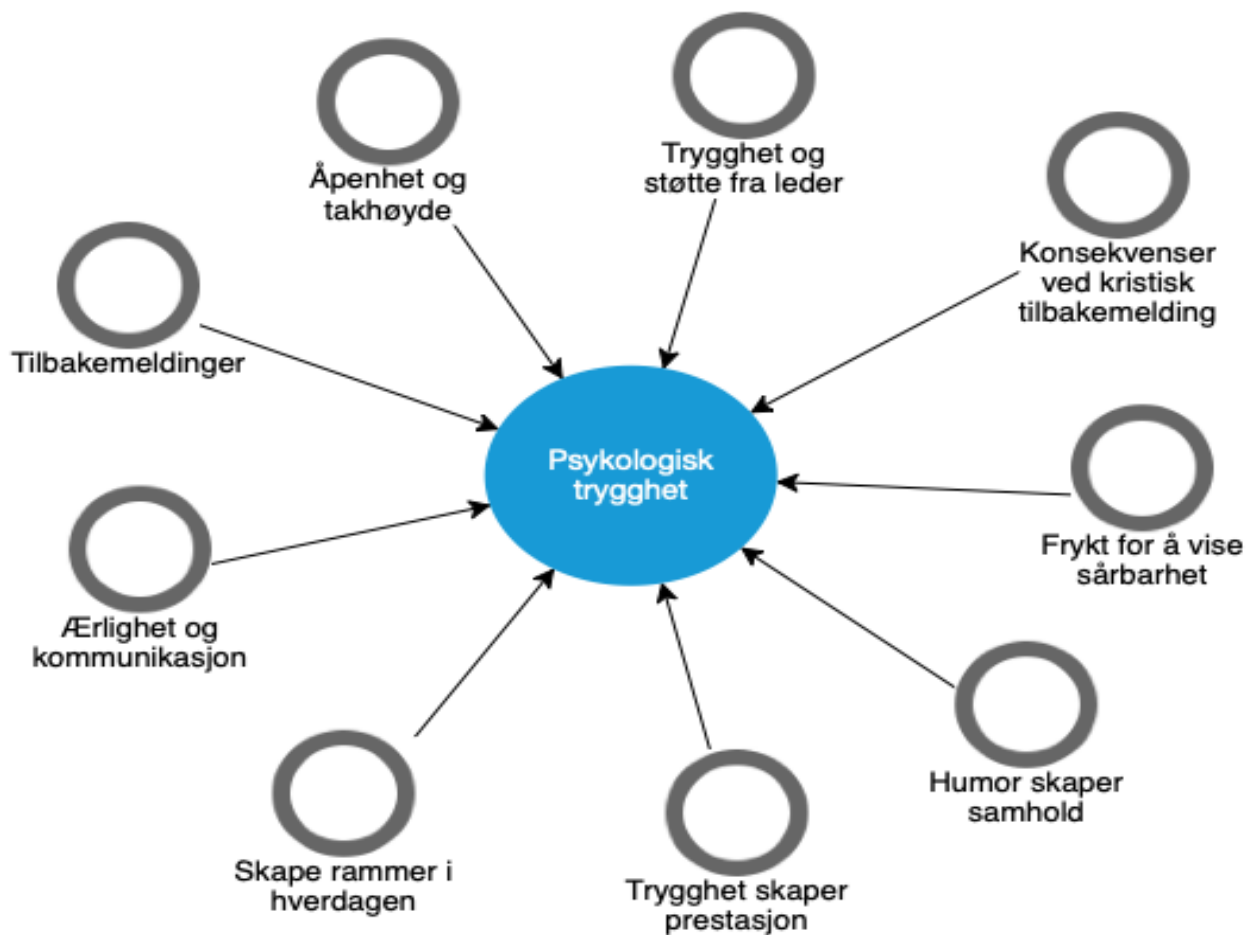 Åpenhet og
takhøyde
Trygghet og
støtte fra leder
Konsekvenser
ved kristisk
tilbakemelding
Tilbakemeldinger
Psykologisk
trygghet
Frykt for å vise
sårbarhet
Ærlighet og
kommunikasjon
Humor skaper
samhold
Skape rammer i
hverdagen
Trygghet skaper
prestasjon